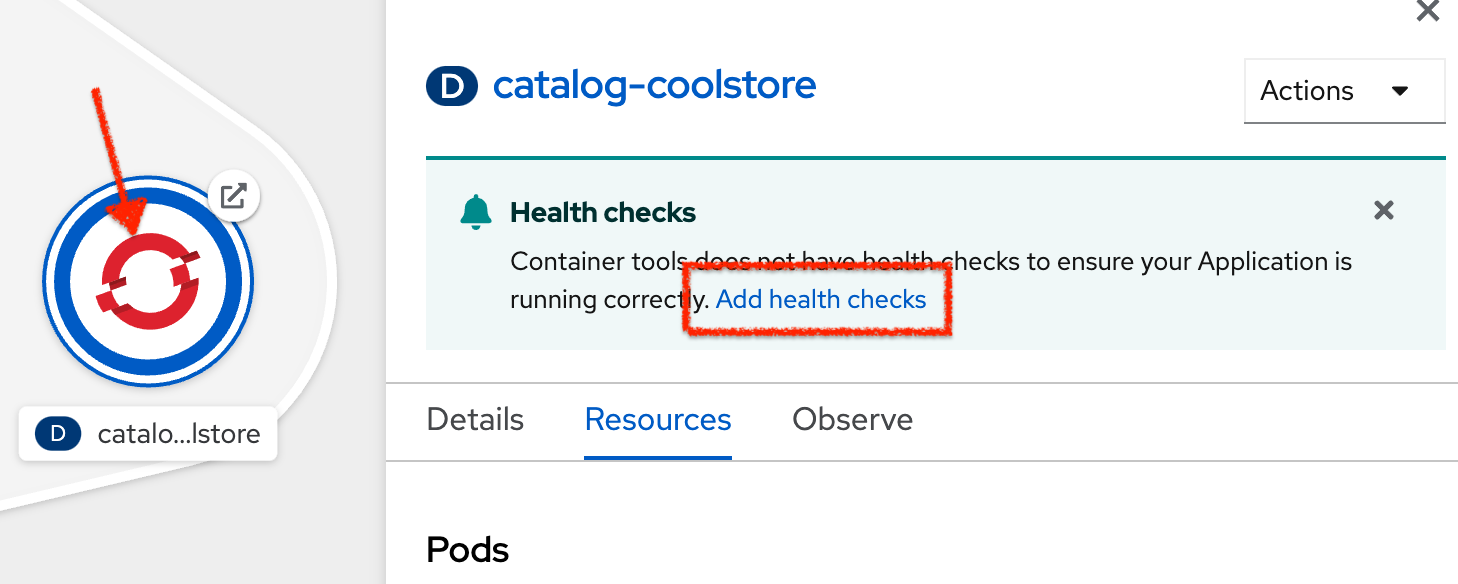 D catalog-coolstore
Actions
Health checks
Container tools does not have health checks to ensure your Application is
running correctly. Add health checks
D catalo...lstore
Details Resources Observe
Pods